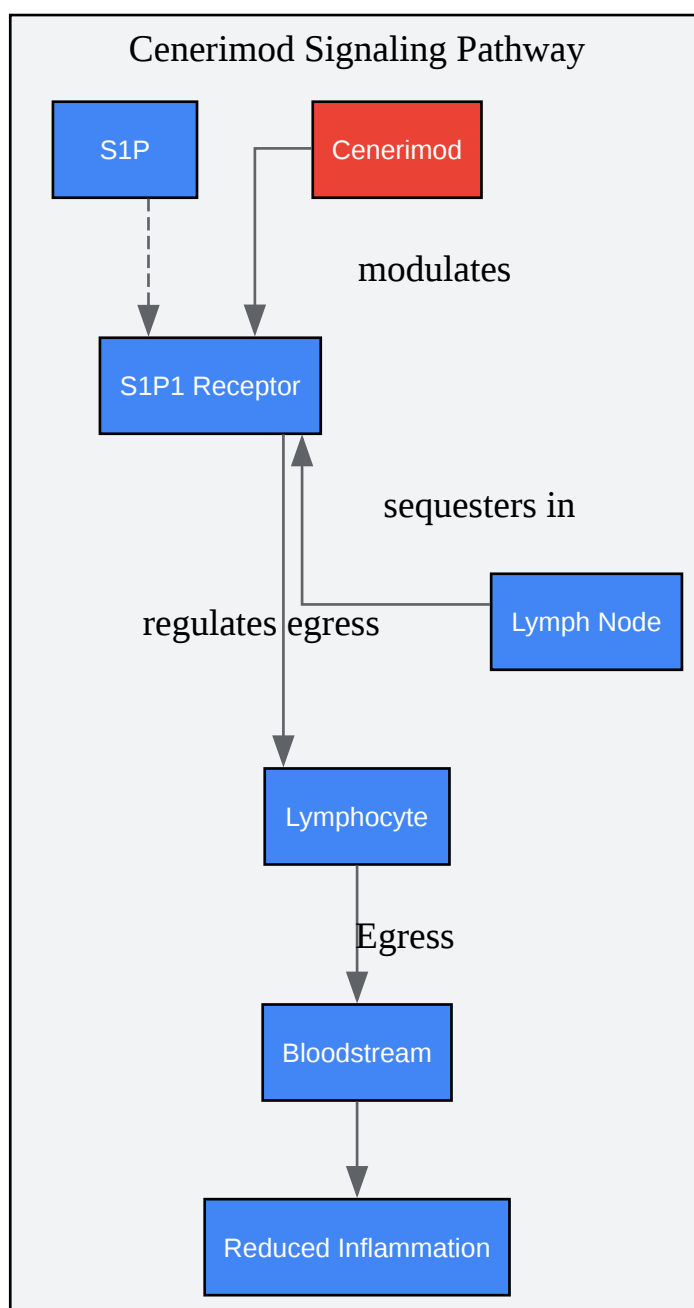 Cenerimod Signaling Pathway
S1P
Cenerimod
modulates
S1P1 Receptor
sequesters in
regulates egress
Lymph Node
Lymphocyte
Egress
Bloodstream
Reduced Inflammation